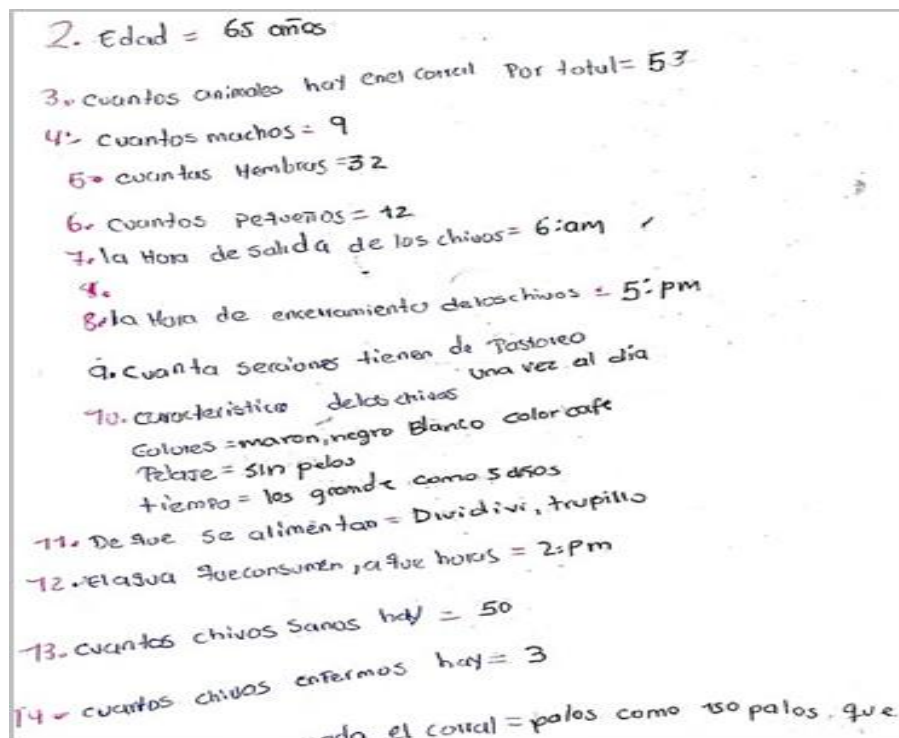 2. Edad = 65 años
3. cuantos animales hay enel corral Por total = 53
4- cuantos machos = 9
5. cuantas Hembras = 32
6. cuantos Pequeños = 12
7. la Hora de salida de los chivos = 6:am
8.
8. la Hora de encerramiento delos chivos = 5:pm
9. Cuanta secciones tienen de Pastoreo
una vez al dia
10. caracteristica delos chivos
Colores = maron, negro Blanco color cafe
Pelaje = sin pelos
tiempo = los grande como 5 años
11. De que se alimentan = Dividivi, trupillo
12. El agua que consumen, a que horas = 2:pm
13. cuantos chivos sanos hay = 50
14- cuantos chivos enfermos hay = 3
el corral = palos como 150 palos, que